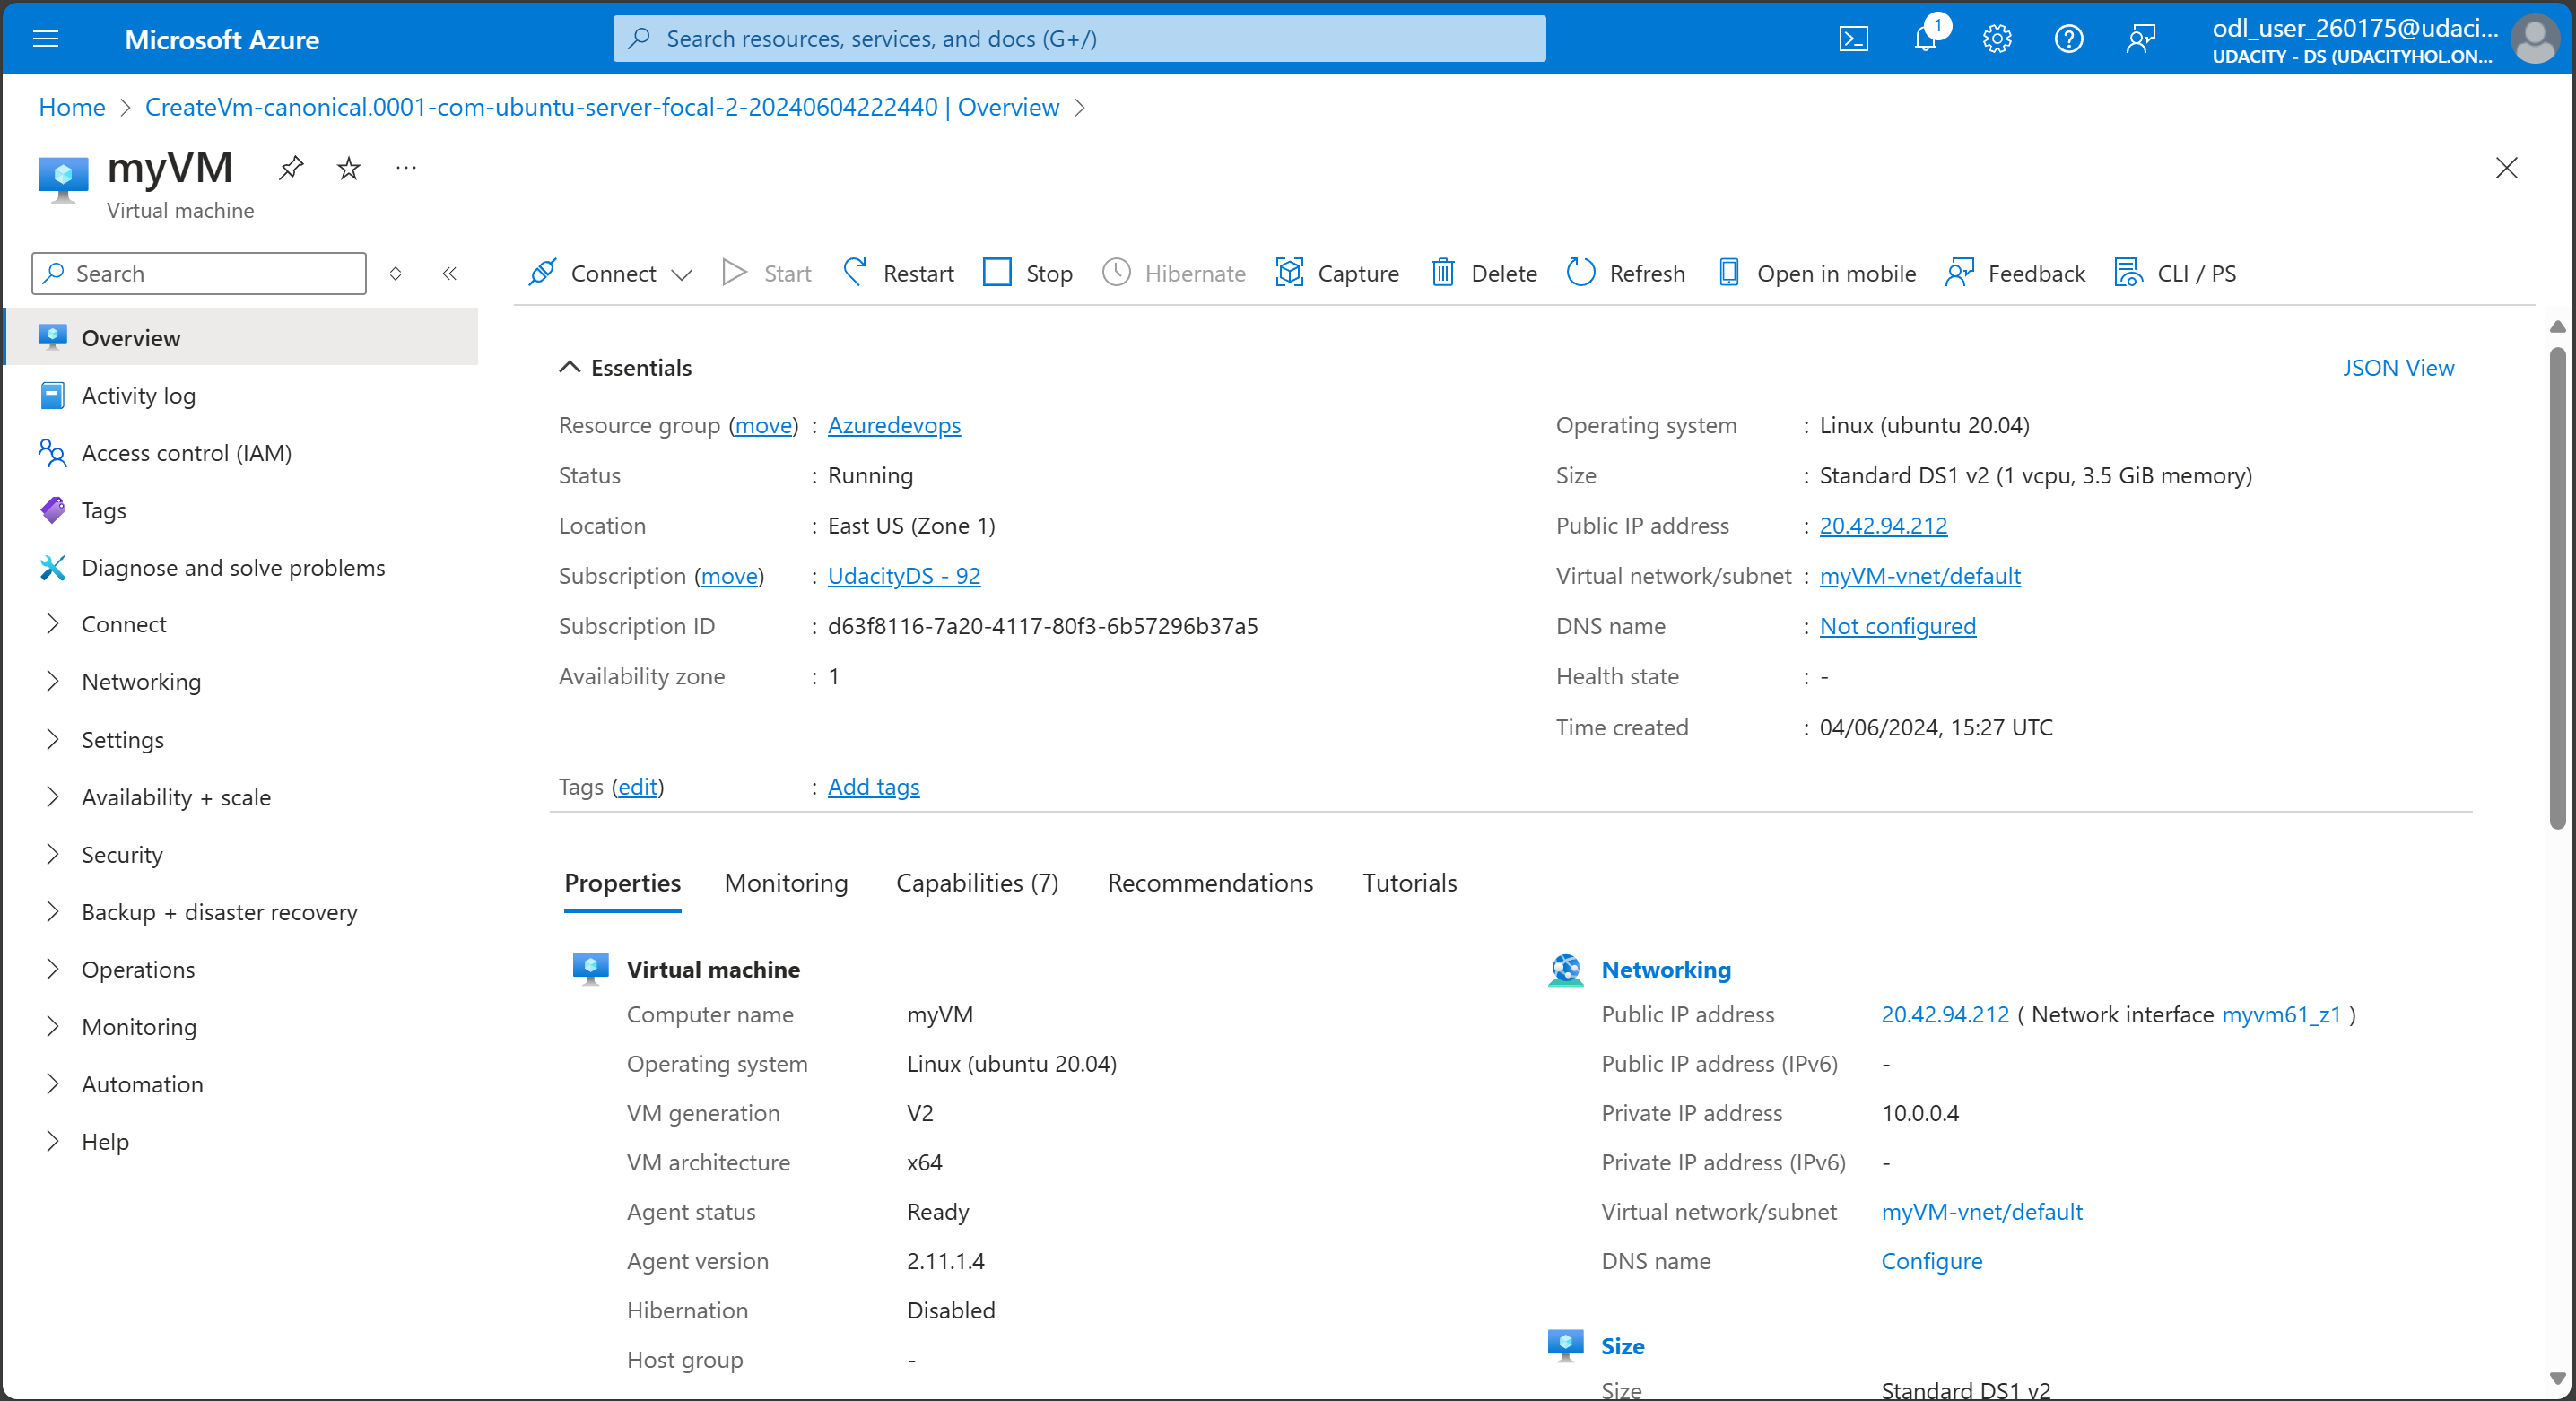 Microsoft Azure
Search resources, services, and docs (G+/)
1
odl_user_260175@udaci...
UDACITY - DS (UDACITYHOL.ON...
Home > CreateVm-canonical.0001-com-ubuntu-server-focal-2-20240604222440 | Overview >
myVM
Virtual machine
Search
Connect Start Restart Stop Hibernate Capture Delete Refresh Open in mobile Feedback CLI / PS
Overview
Activity log
Access control (IAM)
Tags
Diagnose and solve problems
Connect
Networking
Settings
Availability + scale
Security
Backup + disaster recovery
Operations
Monitoring
Automation
Help
Essentials
JSON View
Resource group (move) : Azuredevops
Status : Running
Location : East US (Zone 1)
Subscription (move) : UdacityDS - 92
Subscription ID : d63f8116-7a20-4117-80f3-6b57296b37a5
Availability zone : 1
Operating system : Linux (ubuntu 20.04)
Size : Standard DS1 v2 (1 vcpu, 3.5 GiB memory)
Public IP address : 20.42.94.212
Virtual network/subnet : myVM-vnet/default
DNS name : Not configured
Health state : -
Time created : 04/06/2024, 15:27 UTC
Tags (edit) : Add tags
Properties Monitoring Capabilities (7) Recommendations Tutorials
Virtual machine
Computer name myVM
Operating system Linux (ubuntu 20.04)
VM generation V2
VM architecture x64
Agent status Ready
Agent version 2.11.1.4
Hibernation Disabled
Host group -
Networking
Public IP address 20.42.94.212 ( Network interface myvm61_z1 )
Public IP address (IPv6) -
Private IP address 10.0.0.4
Private IP address (IPv6) -
Virtual network/subnet myVM-vnet/default
DNS name Configure
Size
Size Standard DS1 v2